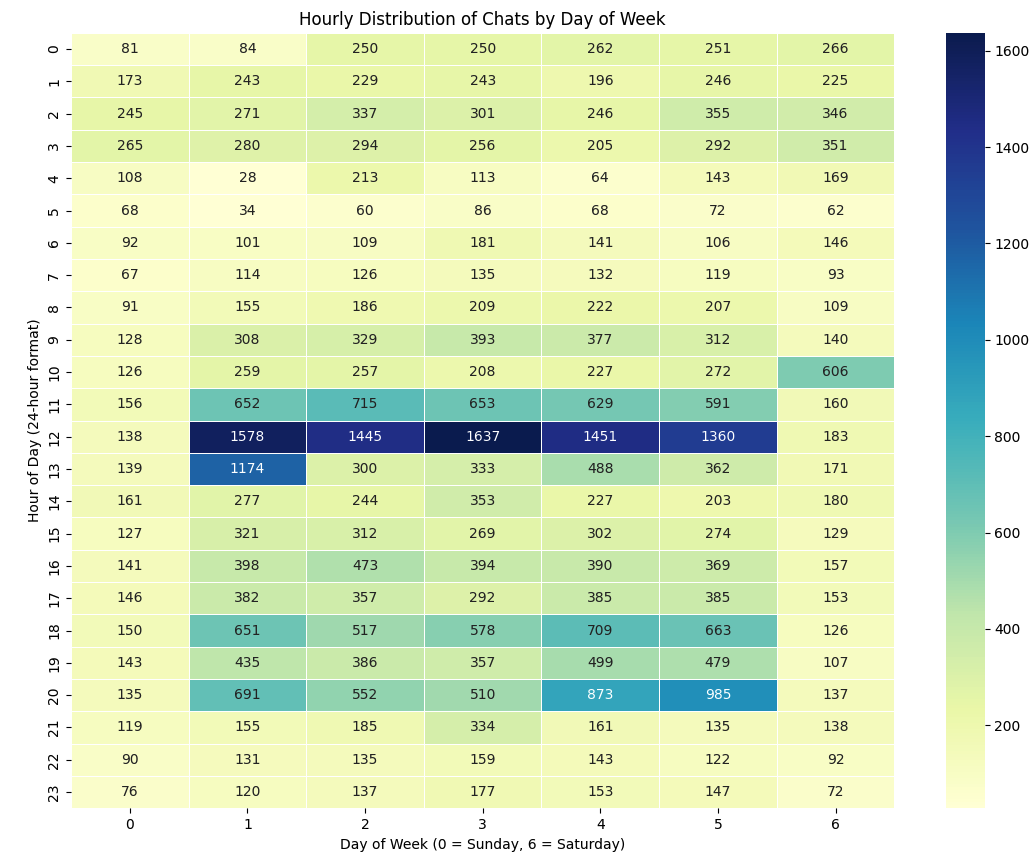 Hourly Distribution of Chats by Day of Week
0 81 84 250 250 262 251 266
1 173 243 229 243 196 246 225
2 245 271 337 301 246 355 346
3 265 280 294 256 205 292 351
4 108 28 213 113 64 143 169
5 68 34 60 86 68 72 62
6 92 101 109 181 141 106 146
7 67 114 126 135 132 119 93
8 91 155 186 209 222 207 109
9 128 308 329 393 377 312 140
10 126 259 257 208 227 272 606
11 156 652 715 653 629 591 160
12 138 1578 1445 1637 1451 1360 183
13 139 1174 300 333 488 362 171
14 161 277 244 353 227 203 180
15 127 321 312 269 302 274 129
16 141 398 473 394 390 369 157
17 146 382 357 292 385 385 153
18 150 651 517 578 709 663 126
19 143 435 386 357 499 479 107
20 135 691 552 510 873 985 137
21 119 155 185 334 161 135 138
22 90 131 135 159 143 122 92
23 76 120 137 177 153 147 72
0 1 2 3 4 5 6
Day of Week (0 = Sunday, 6 = Saturday)
Hour of Day (24-hour format)
1600
1400
1200
1000
800
600
400
200